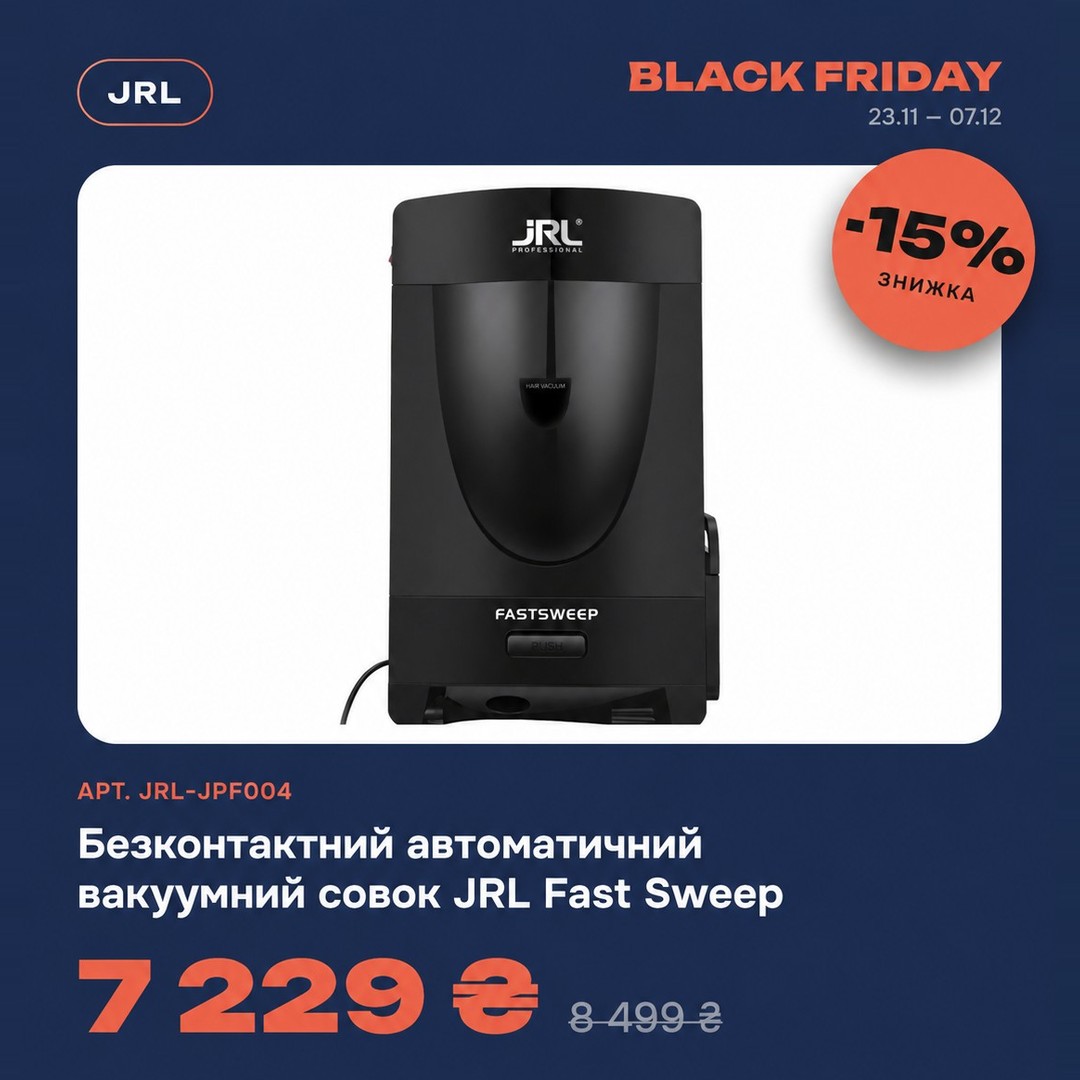 JRL
BLACK FRIDAY
23.11 – 07.12
-15%
ЗНИЖКА
JRL®
PROFESSIONAL
HAIR VACUUM
FASTSWEEP
PUSH
АРТ. JRL-JPF004
Безконтактний автоматичний
вакуумний совок JRL Fast Sweep
7 229 ₴ 8 499 ₴